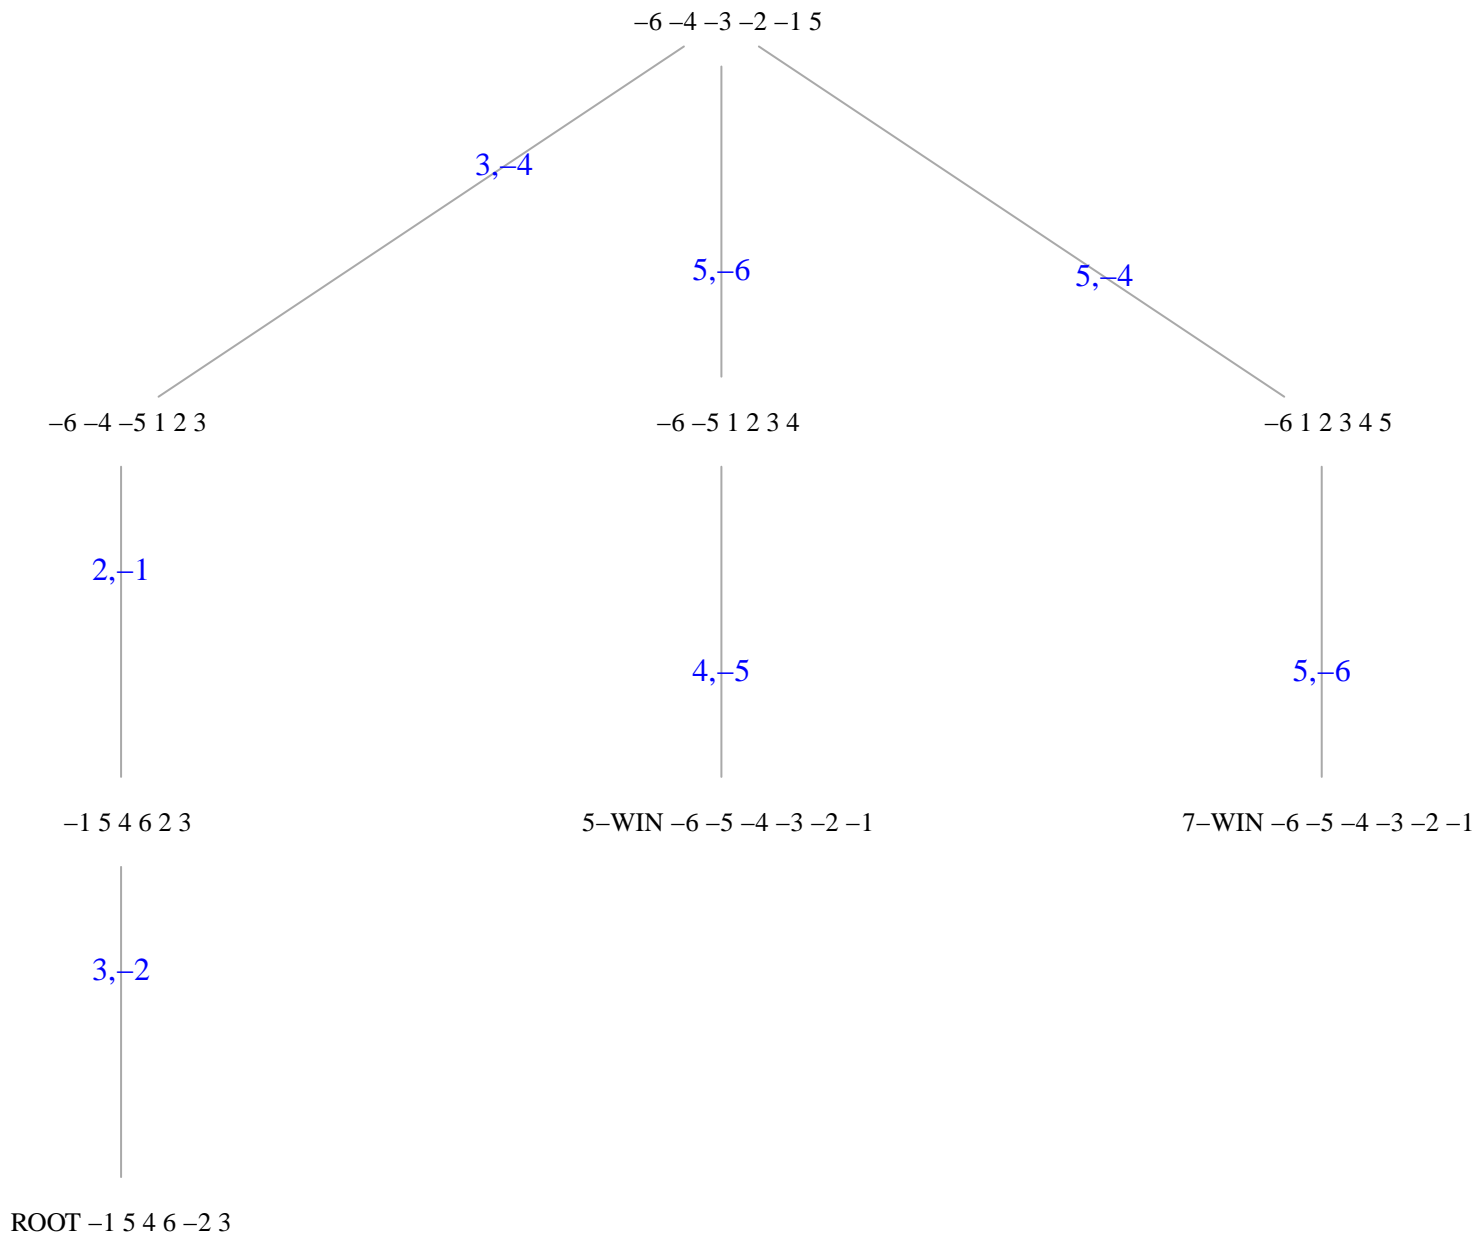 –6 –4 –3 –2 –1 5
3,–4
5,–6
5,–4
–6 –4 –5 1 2 3
–6 –5 1 2 3 4
–6 1 2 3 4 5
2,–1
4,–5
5,–6
–1 5 4 6 2 3
5–WIN –6 –5 –4 –3 –2 –1
7–WIN –6 –5 –4 –3 –2 –1
3,–2
ROOT –1 5 4 6 –2 3